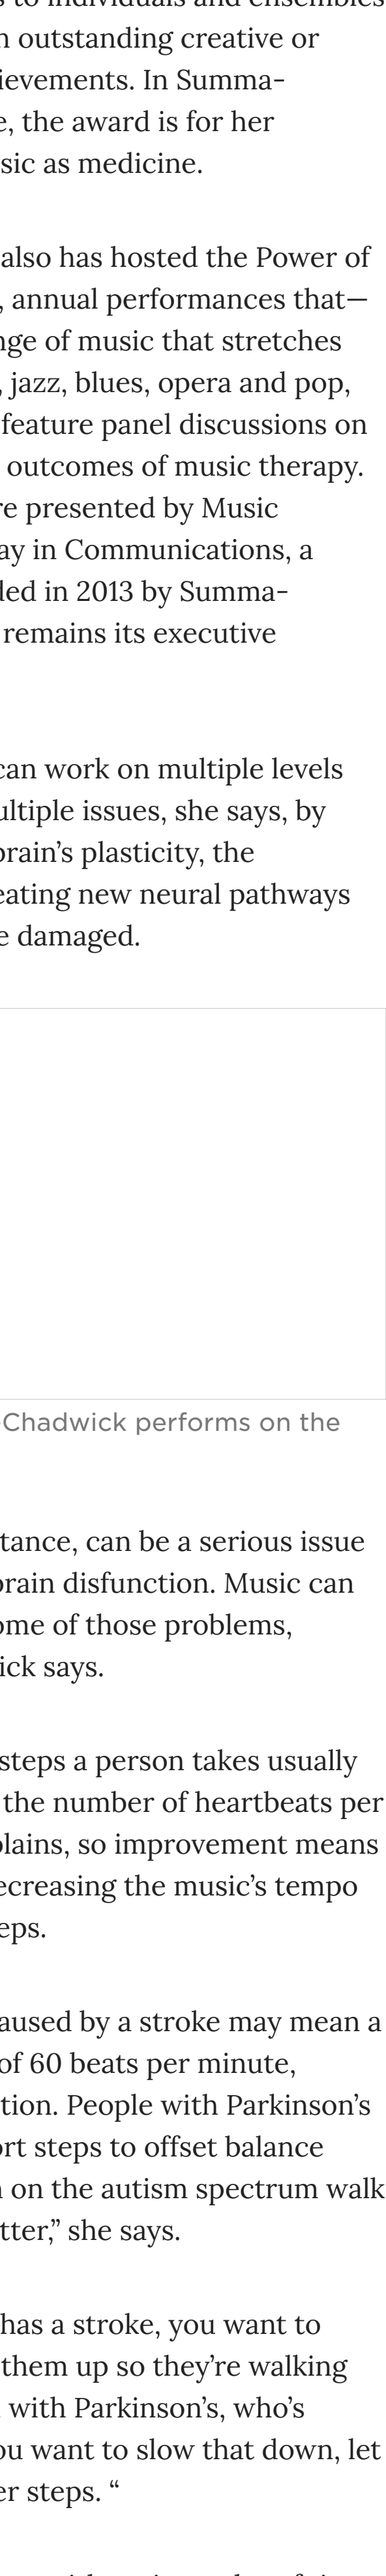 to individuals and ensembles
outstanding creative or
ievements. In Summa-
, the award is for her
sic as medicine.
also has hosted the Power of
, annual performances that—
nge of music that stretches
, jazz, blues, opera and pop,
feature panel discussions on
outcomes of music therapy.
re presented by Music
ay in Communications, a
ded in 2013 by Summa-
remains its executive
can work on multiple levels
ultiple issues, she says, by
brain’s plasticity, the
eating new neural pathways
e damaged.
Chadwick performs on the
tance, can be a serious issue
brain disfunction. Music can
ome of those problems,
ick says.
steps a person takes usually
the number of heartbeats per
plains, so improvement means
ecreasing the music’s tempo
eps.
aused by a stroke may mean a
of 60 beats per minute,
tion. People with Parkinson’s
ort steps to offset balance
n on the autism spectrum walk
tter,” she says.
has a stroke, you want to
them up so they’re walking
with Parkinson’s, who’s
ou want to slow that down, let
er steps. “